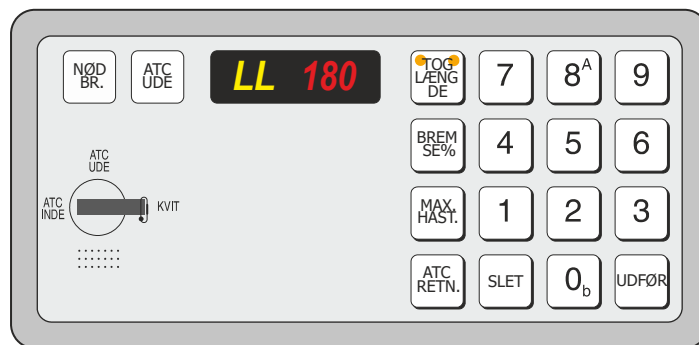 NØD
BR.
ATC
UDE
LL 180
TOG
LÆNG
DE
7
8A
9
BREM
SE%
4
5
6
ATC
UDE
ATC
INDE
KVIT
MAX.
HAST.
1
2
3
ATC
RETN.
SLET
0b
UDFØR